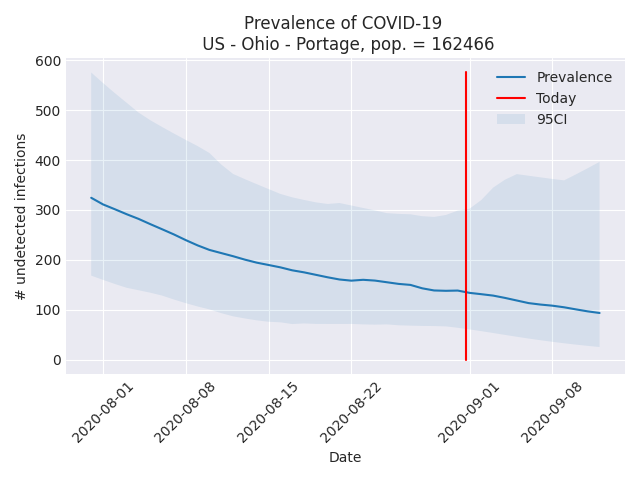 Prevalence of COVID-19
US - Ohio - Portage, pop. = 162466
# undetected infections
600
500
400
300
200
100
0
Prevalence
Today
95CI
2020-08-01
2020-08-08
2020-08-15
2020-08-22
2020-09-01
2020-09-08
Date